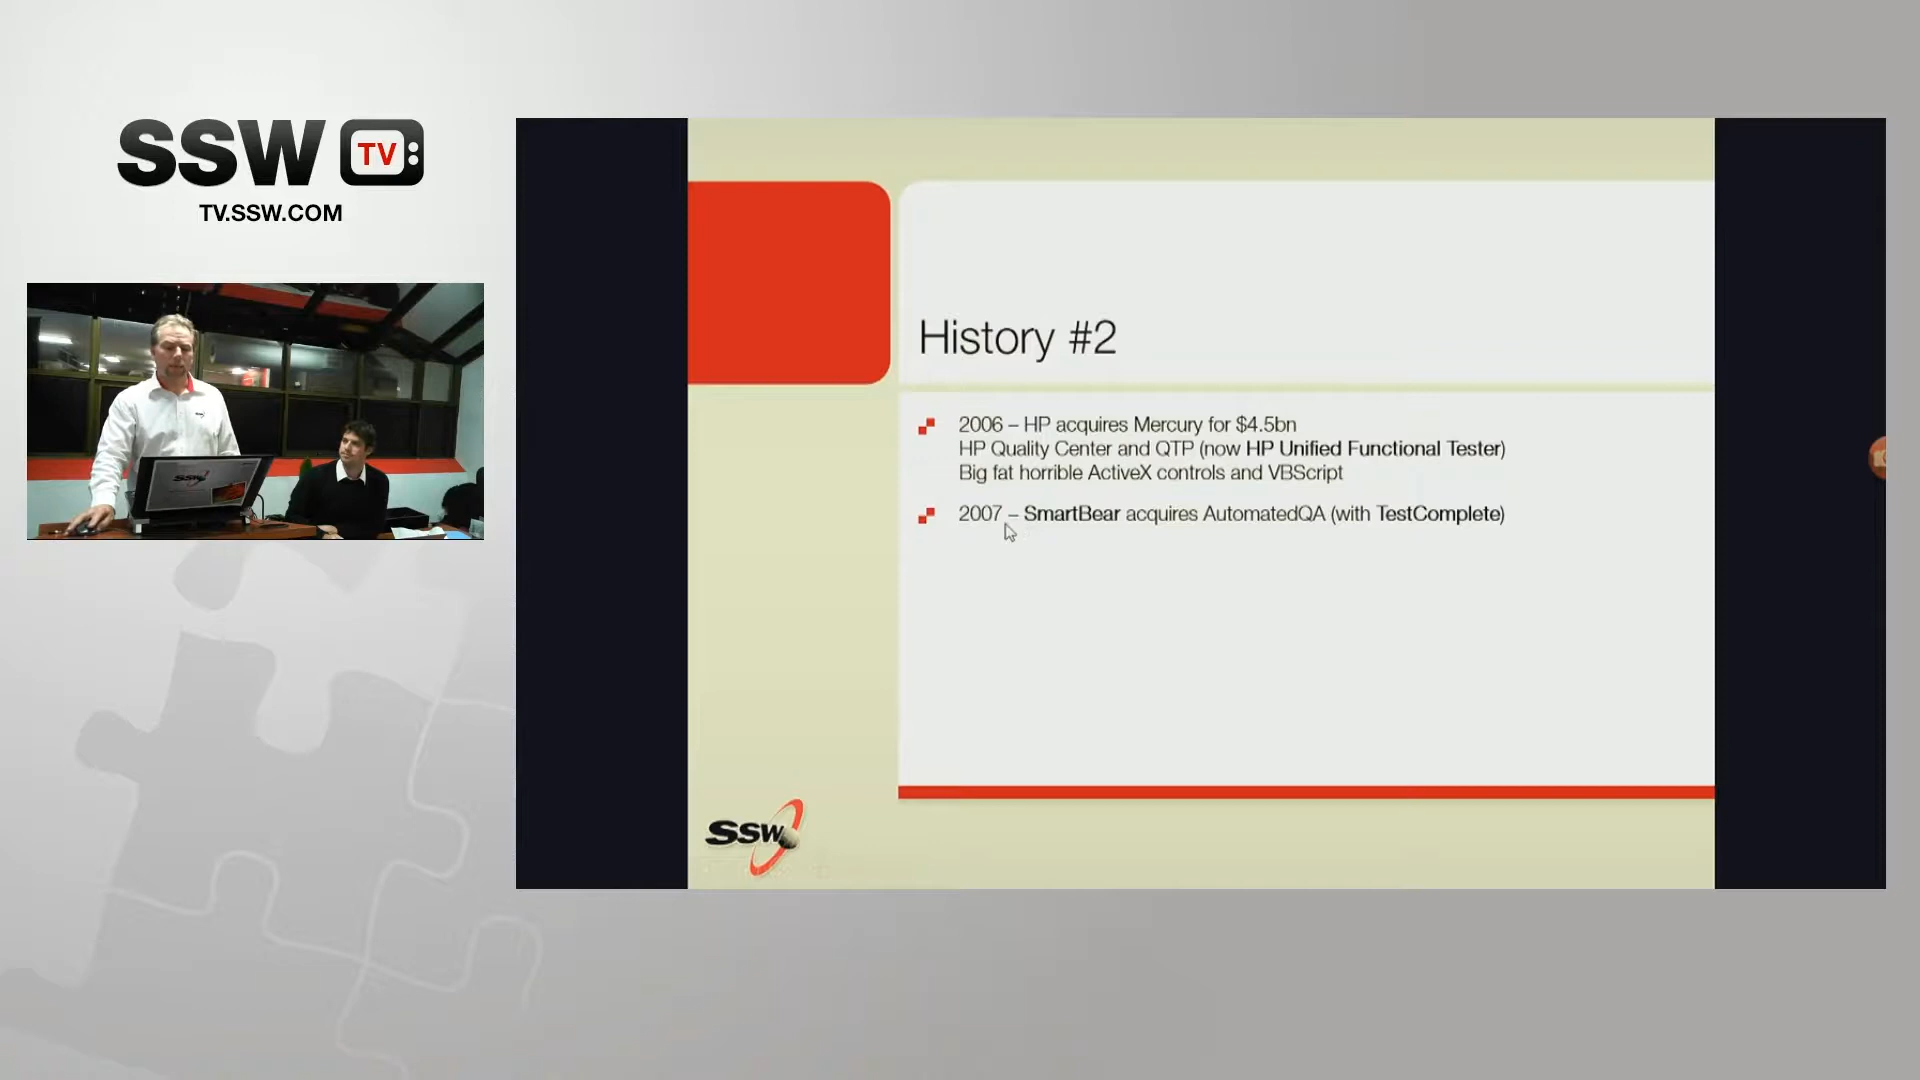 SSW TV
TV.SSW.COM
SSW
History #2
2006 – HP acquires Mercury for $4.5bn
HP Quality Center and QTP (now HP Unified Functional Tester)
Big fat horrible ActiveX controls and VBScript
2007 – SmartBear acquires AutomatedQA (with TestComplete)
SSW